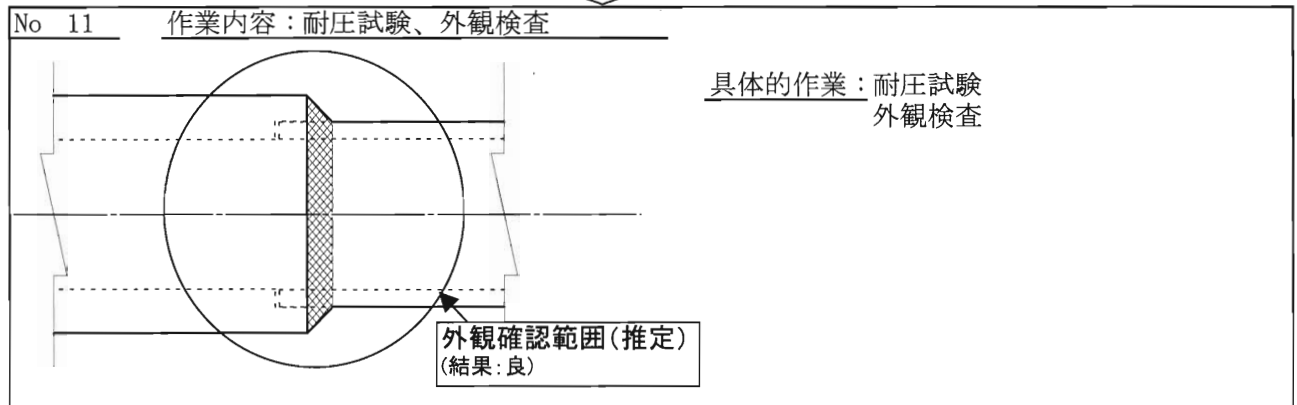 No 11 作業内容：耐圧試験、外観検査
具体的作業：耐圧試験
外観検査
外観確認範囲(推定)
(結果:良)